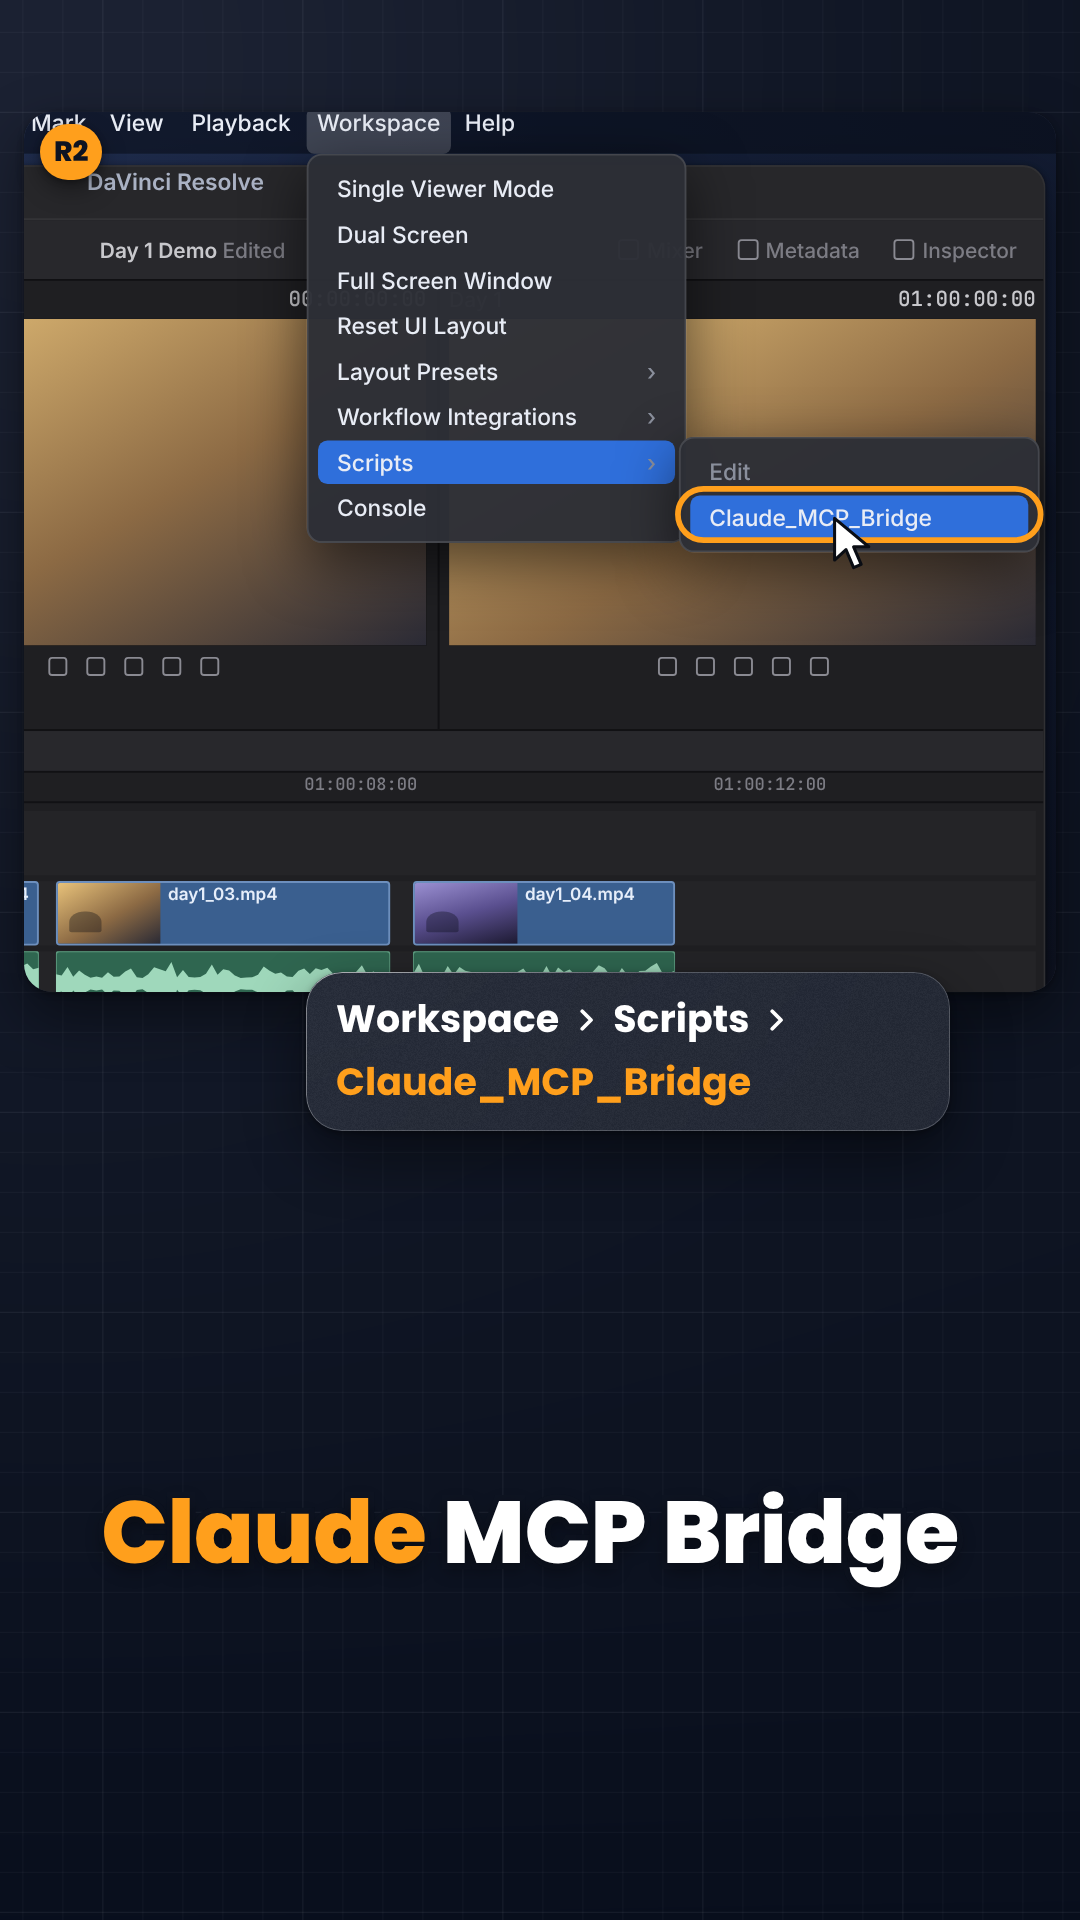 Mark View Playback Workspace Help
R2
DaVinci Resolve
Single Viewer Mode
Dual Screen
Day 1 Demo Edited
Metadata
Inspector
Full Screen Window
01:00:00:00
Reset UI Layout
Layout Presets
Workflow Integrations
Scripts
Edit
Console
Claude_MCP_Bridge
01:00:08:00
01:00:12:00
day1_03.mp4
day1_04.mp4
Workspace > Scripts >
Claude_MCP_Bridge
Claude MCP Bridge